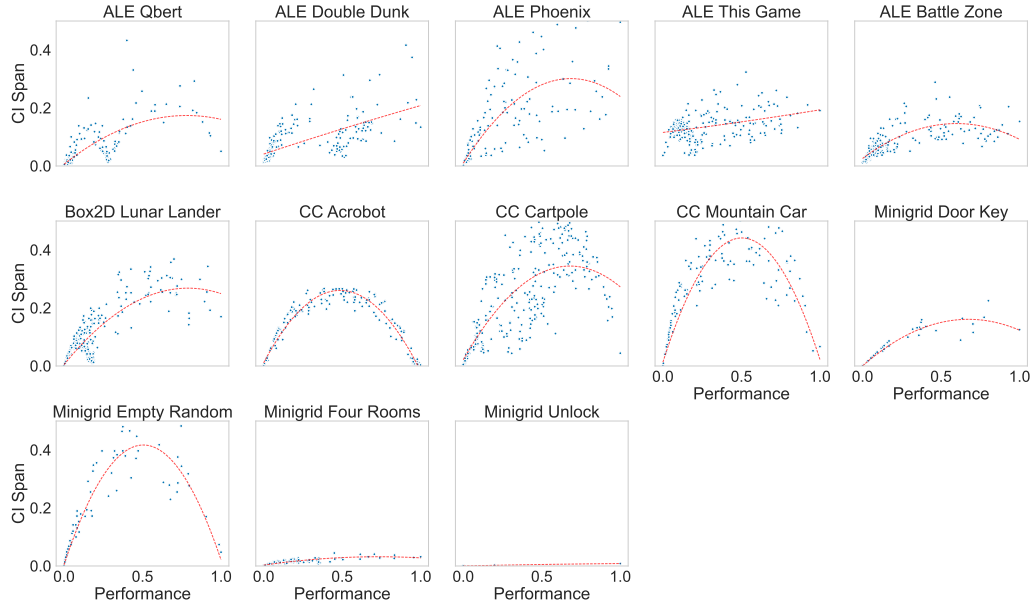 ALE Qbert
ALE Double Dunk
ALE Phoenix
ALE This Game
ALE Battle Zone
CI Span
0.4
0.2
0.0
Box2D Lunar Lander
CC Acrobot
CC Cartpole
CC Mountain Car
Minigrid Door Key
CI Span
0.4
0.2
0.0
0.0 0.5 1.0
Performance
0.0 0.5 1.0
Performance
Minigrid Empty Random
Minigrid Four Rooms
Minigrid Unlock
CI Span
0.4
0.2
0.0
0.0 0.5 1.0
Performance
0.0 0.5 1.0
Performance
0.0 0.5 1.0
Performance